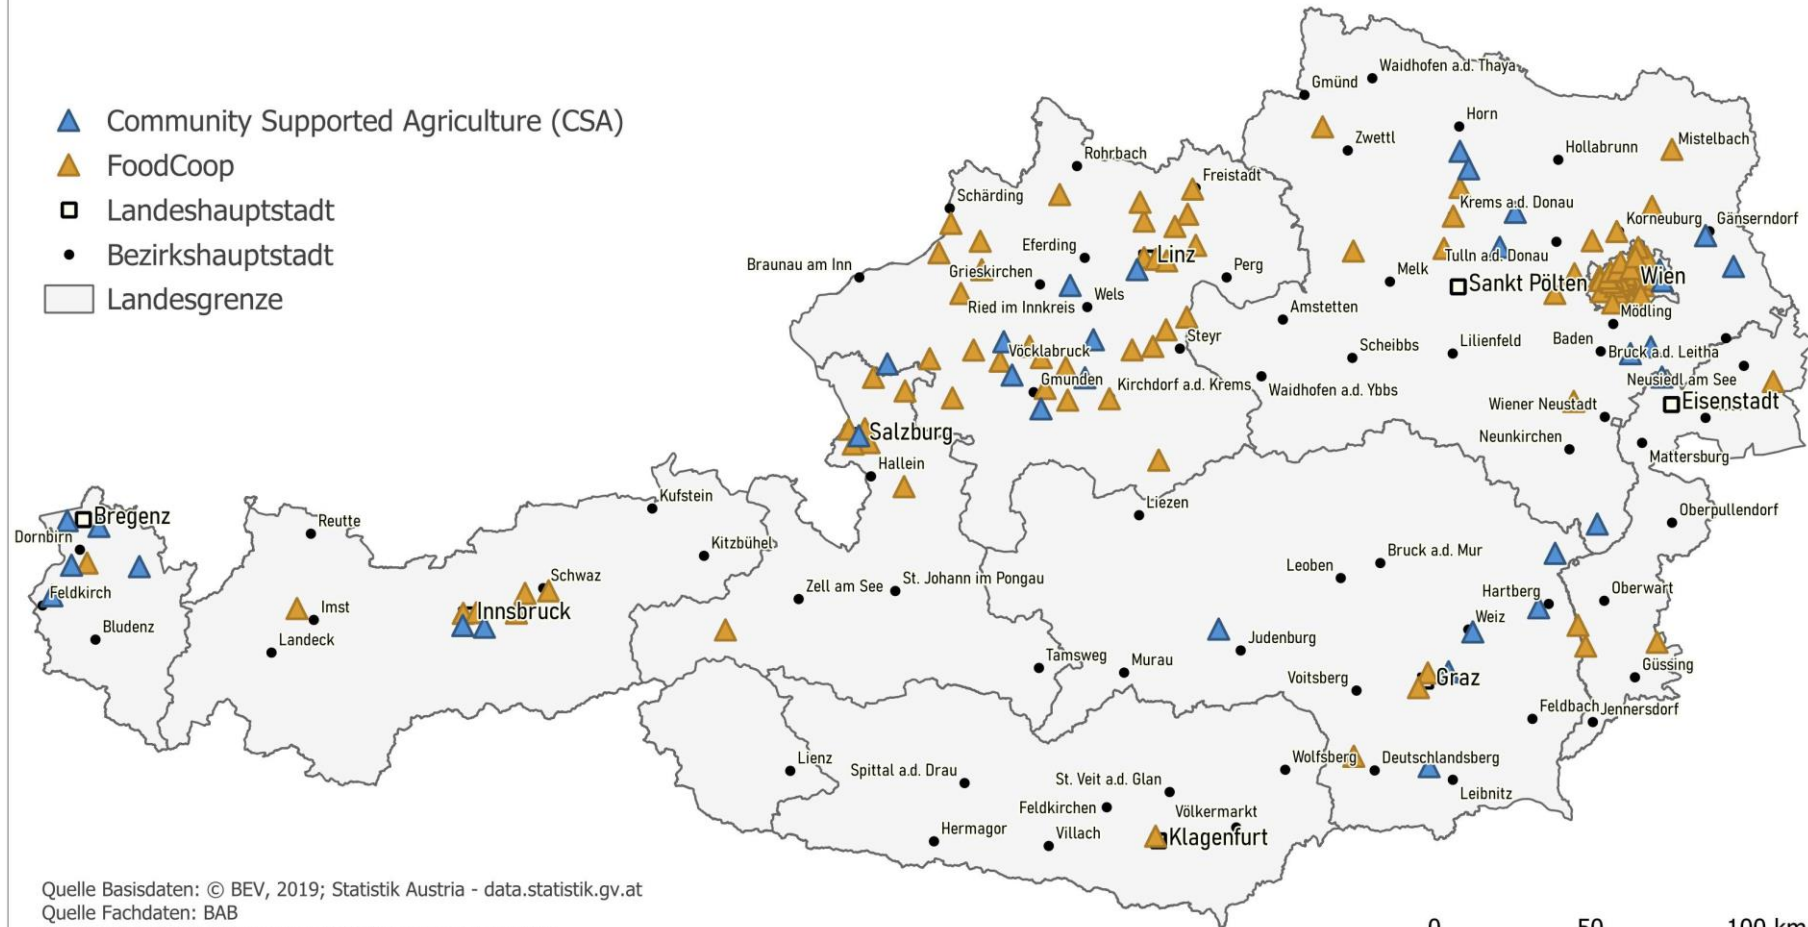 Community Supported Agriculture (CSA)
FoodCoop
Landeshauptstadt
Bezirkshauptstadt
Landesgrenze
Waidhofen a.d. Thaya
Gmünd
Horn
Zwettl
Hollabrunn
Mistelbach
Rohrbach
Freistadt
Schärding
Krems a.d. Donau
Korneuburg
Gänserndorf
Eferding
Linz
Tulln a.d. Donau
Braunau am Inn
Grieskirchen
Perg
Melk
Sankt Pölten
Wien
Wels
Ried im Innkreis
Amstetten
Mödling
Steyr
Scheibbs
Lilienfeld
Baden
Bruck a.d. Leitha
Vöcklabruck
Gmunden
Kirchdorf a.d. Krems
Waidhofen a.d. Ybbs
Neusiedl am See
Wiener Neustadt
Eisenstadt
Salzburg
Neunkirchen
Mattersburg
Hallein
Kufstein
Liezen
Oberpullendorf
Bregenz
Reutte
Dornbirn
Kitzbühel
Bruck a.d. Mur
Leoben
Schwaz
Zell am See
St. Johann im Pongau
Hartberg
Oberwart
Feldkirch
Imst
Innsbruck
Weiz
Bludenz
Landeck
Judenburg
Tamsweg
Murau
Güssing
Voitsberg
Graz
Feldbach
Jennersdorf
Lienz
Spittal a.d. Drau
St. Veit a.d. Glan
Wolfsberg
Deutschlandsberg
Leibnitz
Feldkirchen
Völkermarkt
Hermagor
Villach
Klagenfurt
Quelle Basisdaten: © BEV, 2019; Statistik Austria - data.statistik.gv.at
Quelle Fachdaten: BAB
0 50 100 km